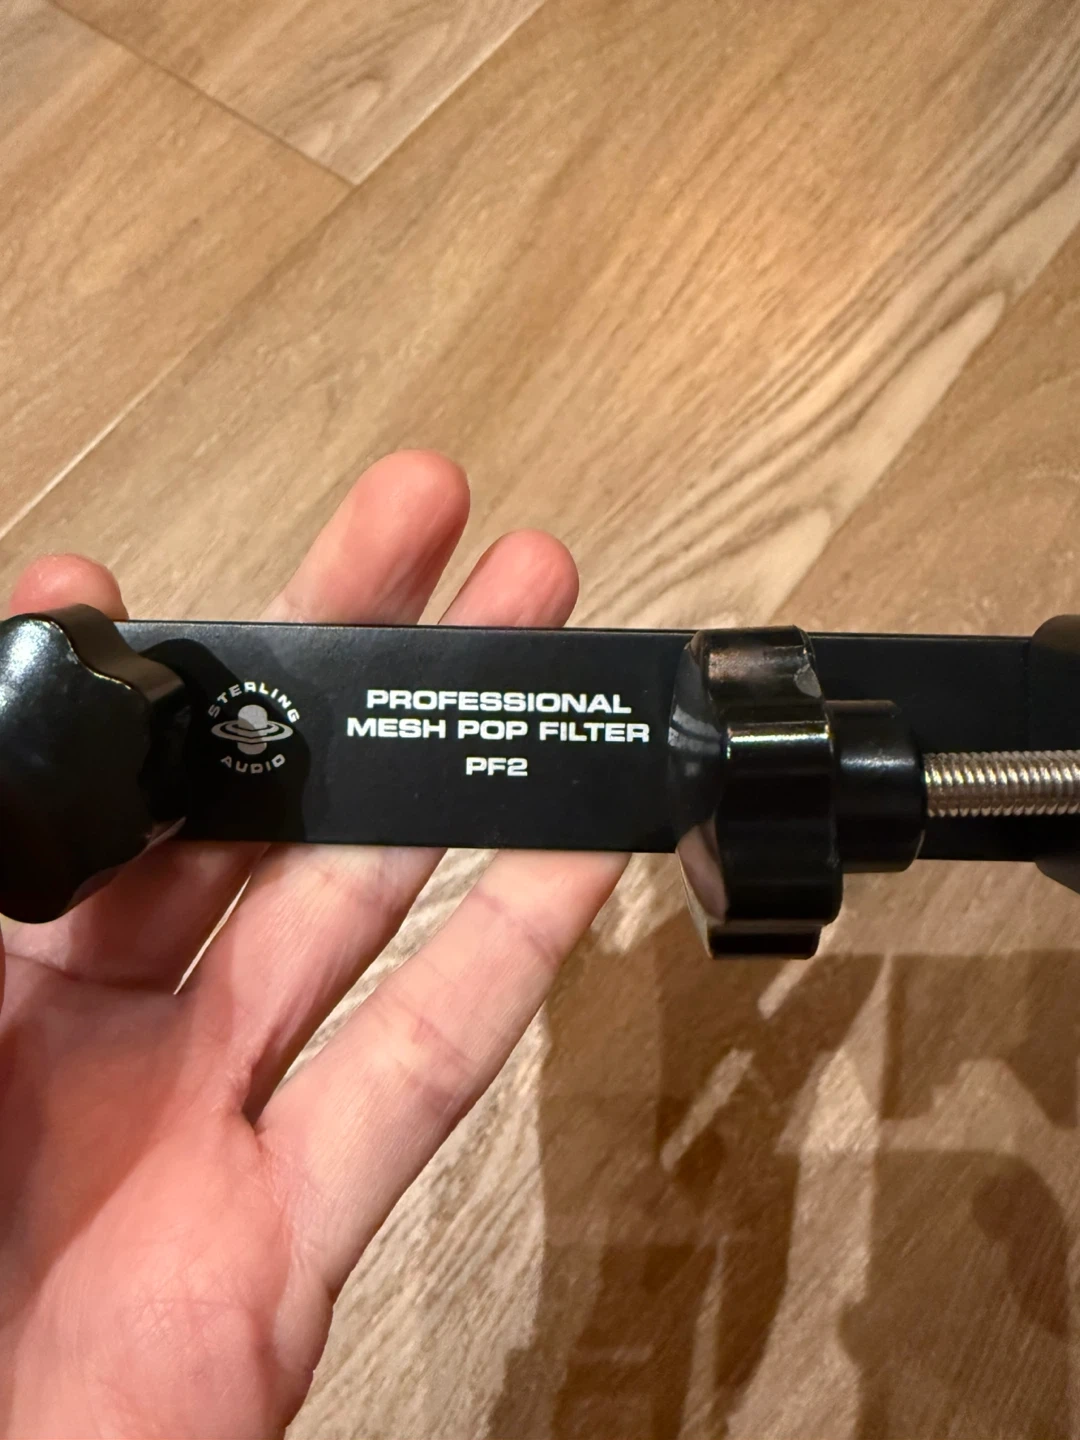 STERLING
AUDIO
PROFESSIONAL
MESH POP FILTER
PF2